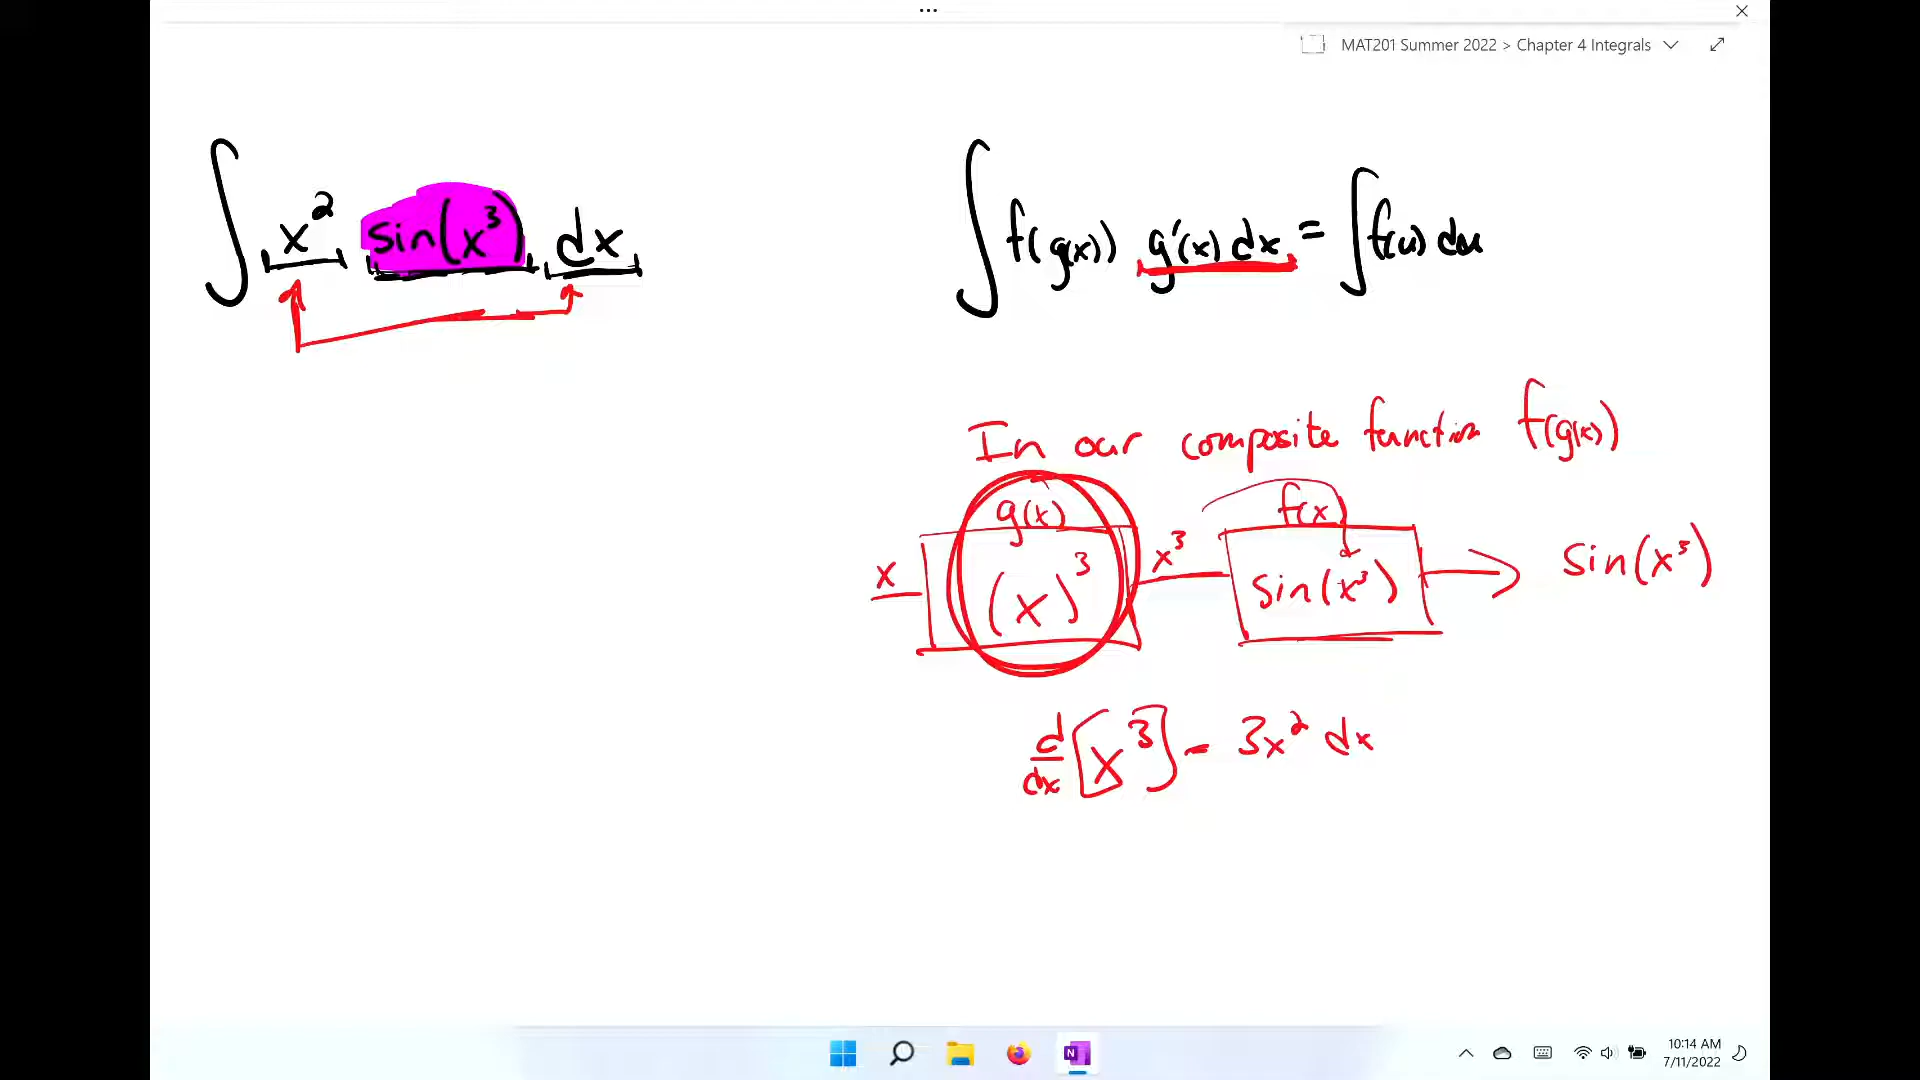 ...
MAT201 Summer 2022 > Chapter 4 Integrals
∫ x² sin(x³) dx
∫ f(g(x)) g'(x) dx = ∫ f(u) du
In our composite function f(g(x))
g(x) f(x)
x (x)³ x³ sin(x³) → sin(x³)
d/dx [x³] = 3x² dx
10:14 AM
7/11/2022